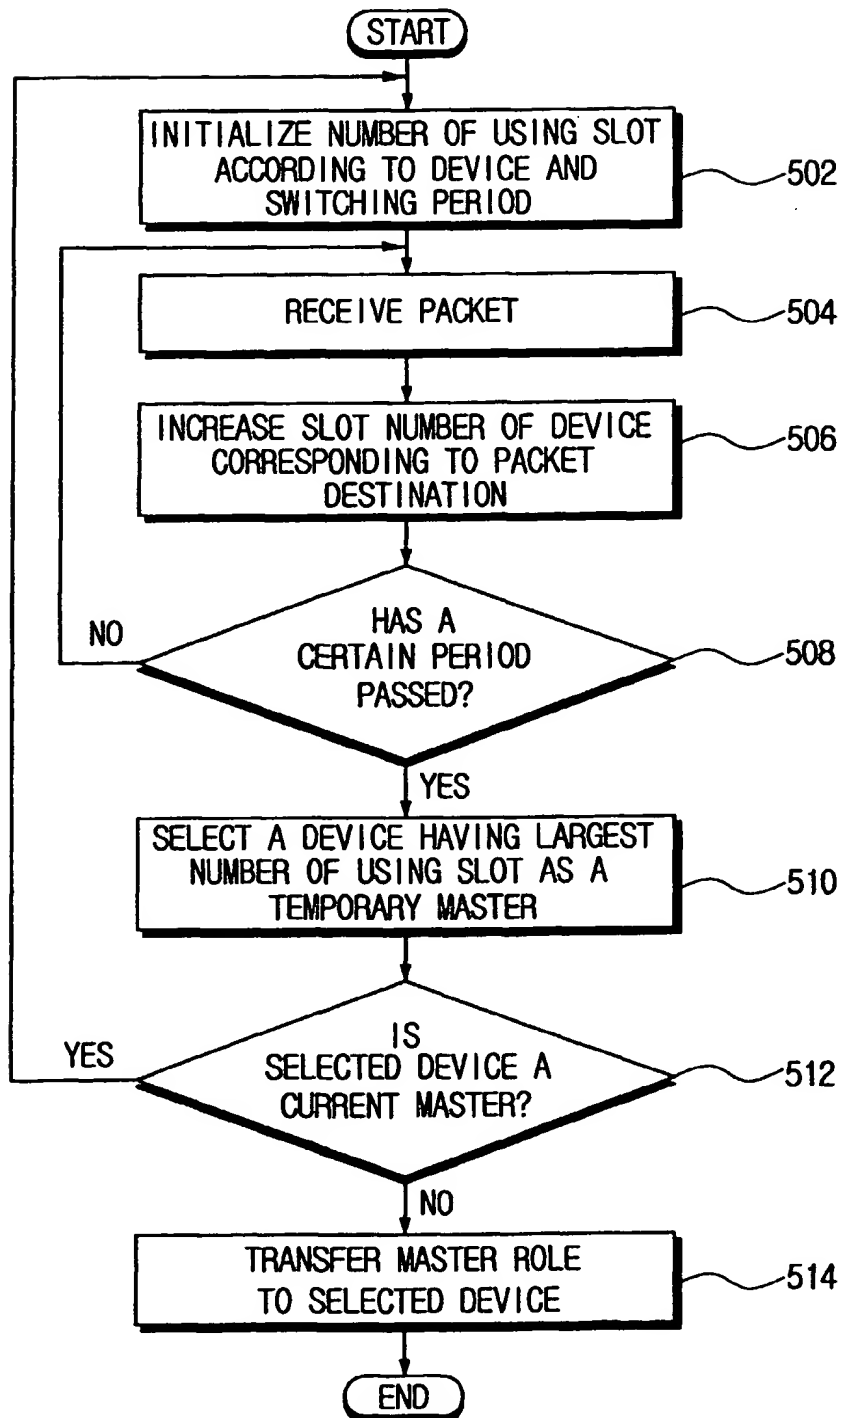 START
INITIALIZE NUMBER OF USING SLOT
ACCORDING TO DEVICE AND
SWITCHING PERIOD
502
RECEIVE PACKET
504
INCREASE SLOT NUMBER OF DEVICE
CORRESPONDING TO PACKET
DESTINATION
506
HAS A
CERTAIN PERIOD
PASSED?
508
NO
YES
SELECT A DEVICE HAVING LARGEST
NUMBER OF USING SLOT AS A
TEMPORARY MASTER
510
IS
SELECTED DEVICE A
CURRENT MASTER?
512
YES
NO
TRANSFER MASTER ROLE
TO SELECTED DEVICE
514
END